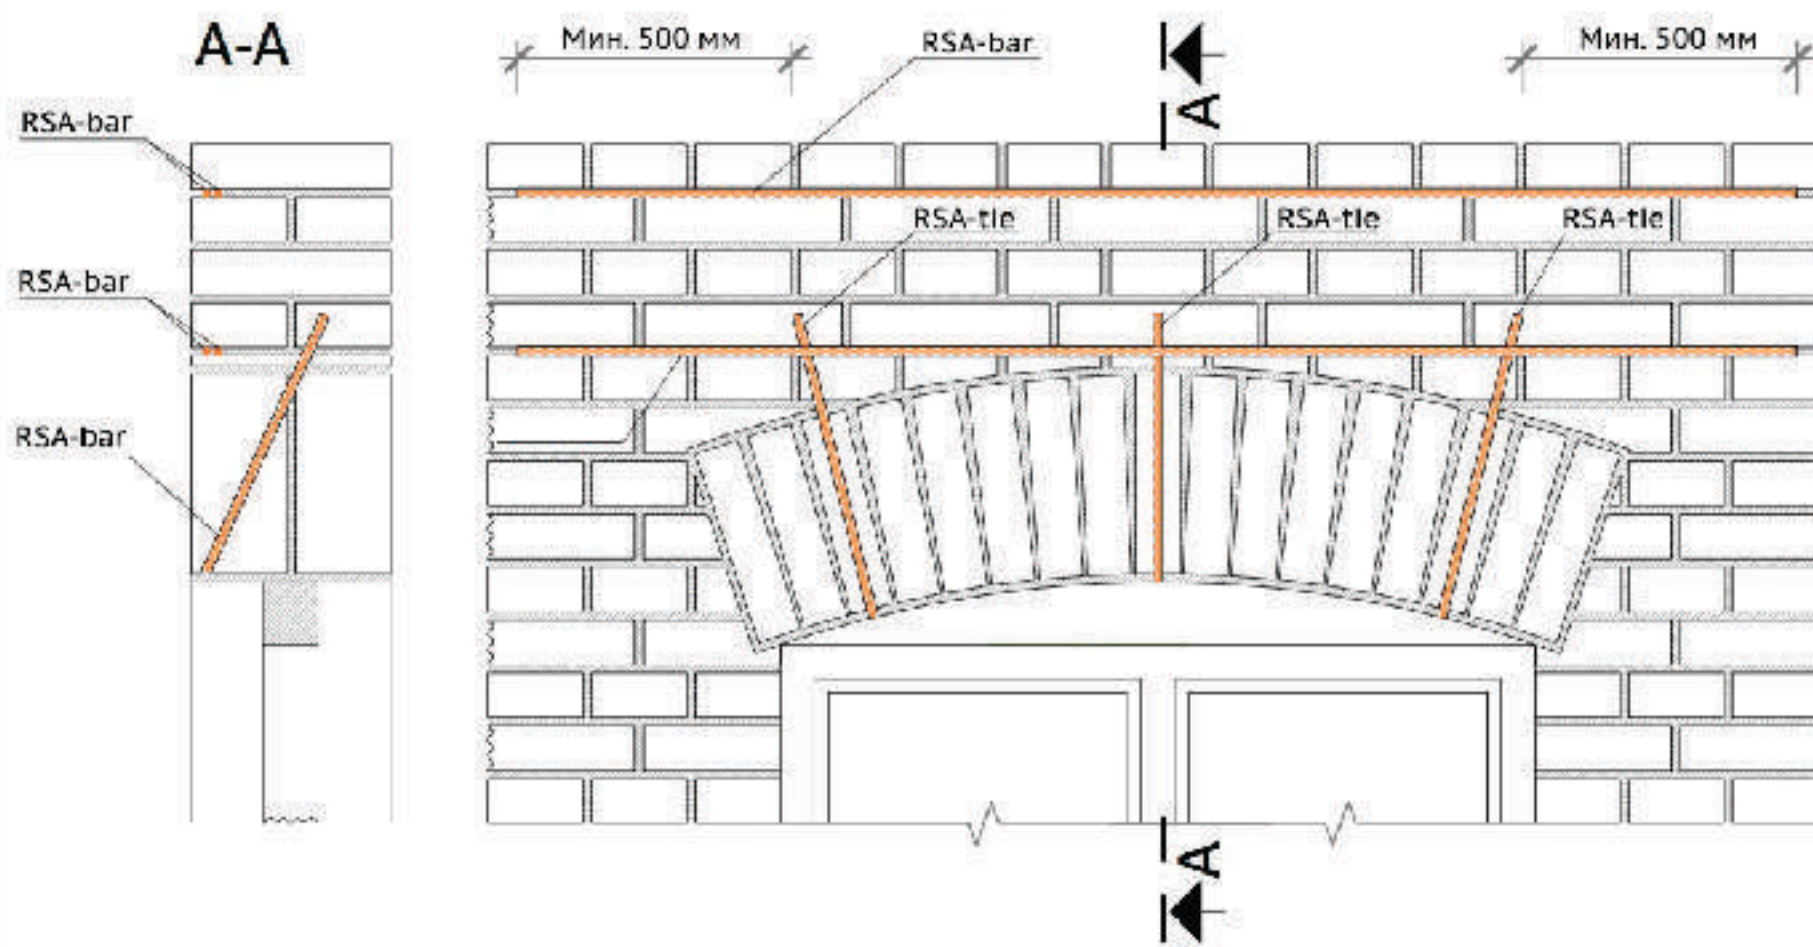 A-A
Мин. 500 мм
RSA-bar
A
Мин. 500 мм
RSA-bar
RSA-tie
RSA-tie
RSA-tie
RSA-bar
RSA-bar
A